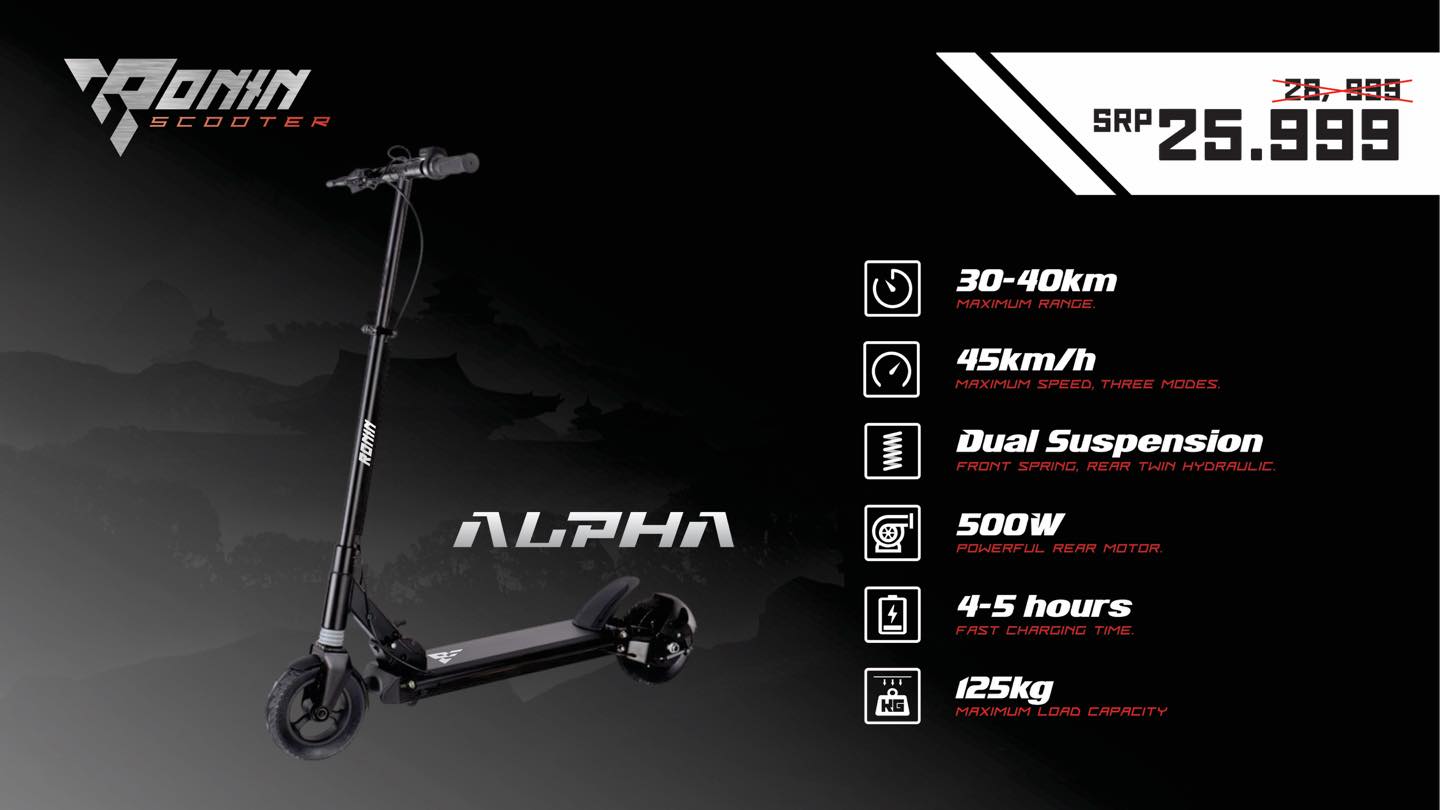 RONIN
SCOOTER
28,999
SRP 25.999
RONIN
ALPHA
30-40km
MAXIMUM RANGE.
45km/h
MAXIMUM SPEED, THREE MODES.
Dual Suspension
FRONT SPRING, REAR TWIN HYDRAULIC.
500W
POWERFUL REAR MOTOR.
4-5 hours
FAST CHARGING TIME.
KG
125kg
MAXIMUM LOAD CAPACITY